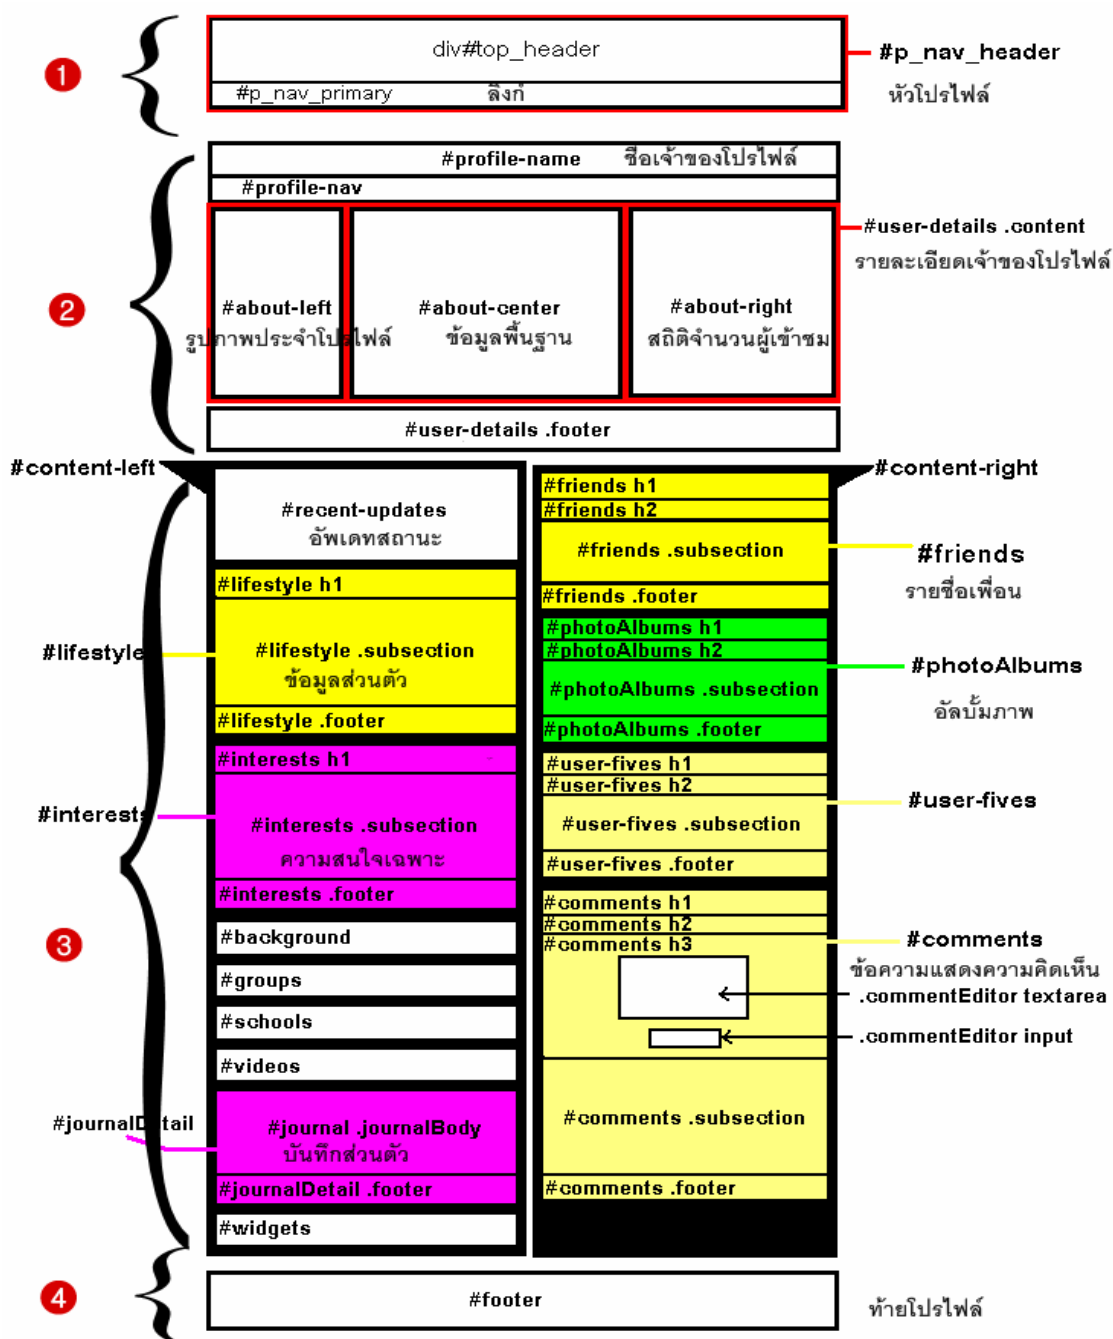 1
div#top_header
#p_nav_primary ลิงก์
#p_nav_header
หัวโปรไฟล์
2
#profile-name ชื่อเจ้าของโปรไฟล์
#profile-nav
#user-details .content
รายละเอียดเจ้าของโปรไฟล์
#about-left
รูปภาพประจำโปรไฟล์
#about-center
ข้อมูลพื้นฐาน
#about-right
สถิติจำนวนผู้เข้าชม
#user-details .footer
3
#content-left
#recent-updates
อัพเดทสถานะ
#lifestyle h1
#lifestyle
#lifestyle .subsection
ข้อมูลส่วนตัว
#lifestyle .footer
#interests h1
#interests
#interests .subsection
ความสนใจเฉพาะ
#interests .footer
#background
#groups
#schools
#videos
#journalDetail
#journal .journalBody
บันทึกส่วนตัว
#journalDetail .footer
#widgets
#content-right
#friends h1
#friends h2
#friends .subsection
#friends
รายชื่อเพื่อน
#friends .footer
#photoAlbums h1
#photoAlbums h2
#photoAlbums .subsection
#photoAlbums
อัลบั้มภาพ
#photoAlbums .footer
#user-fives h1
#user-fives h2
#user-fives .subsection
#user-fives
#user-fives .footer
#comments h1
#comments h2
#comments h3
#comments
ข้อความแสดงความคิดเห็น
.commentEditor textarea
.commentEditor input
#comments .subsection
#comments .footer
4
#footer
ท้ายโปรไฟล์